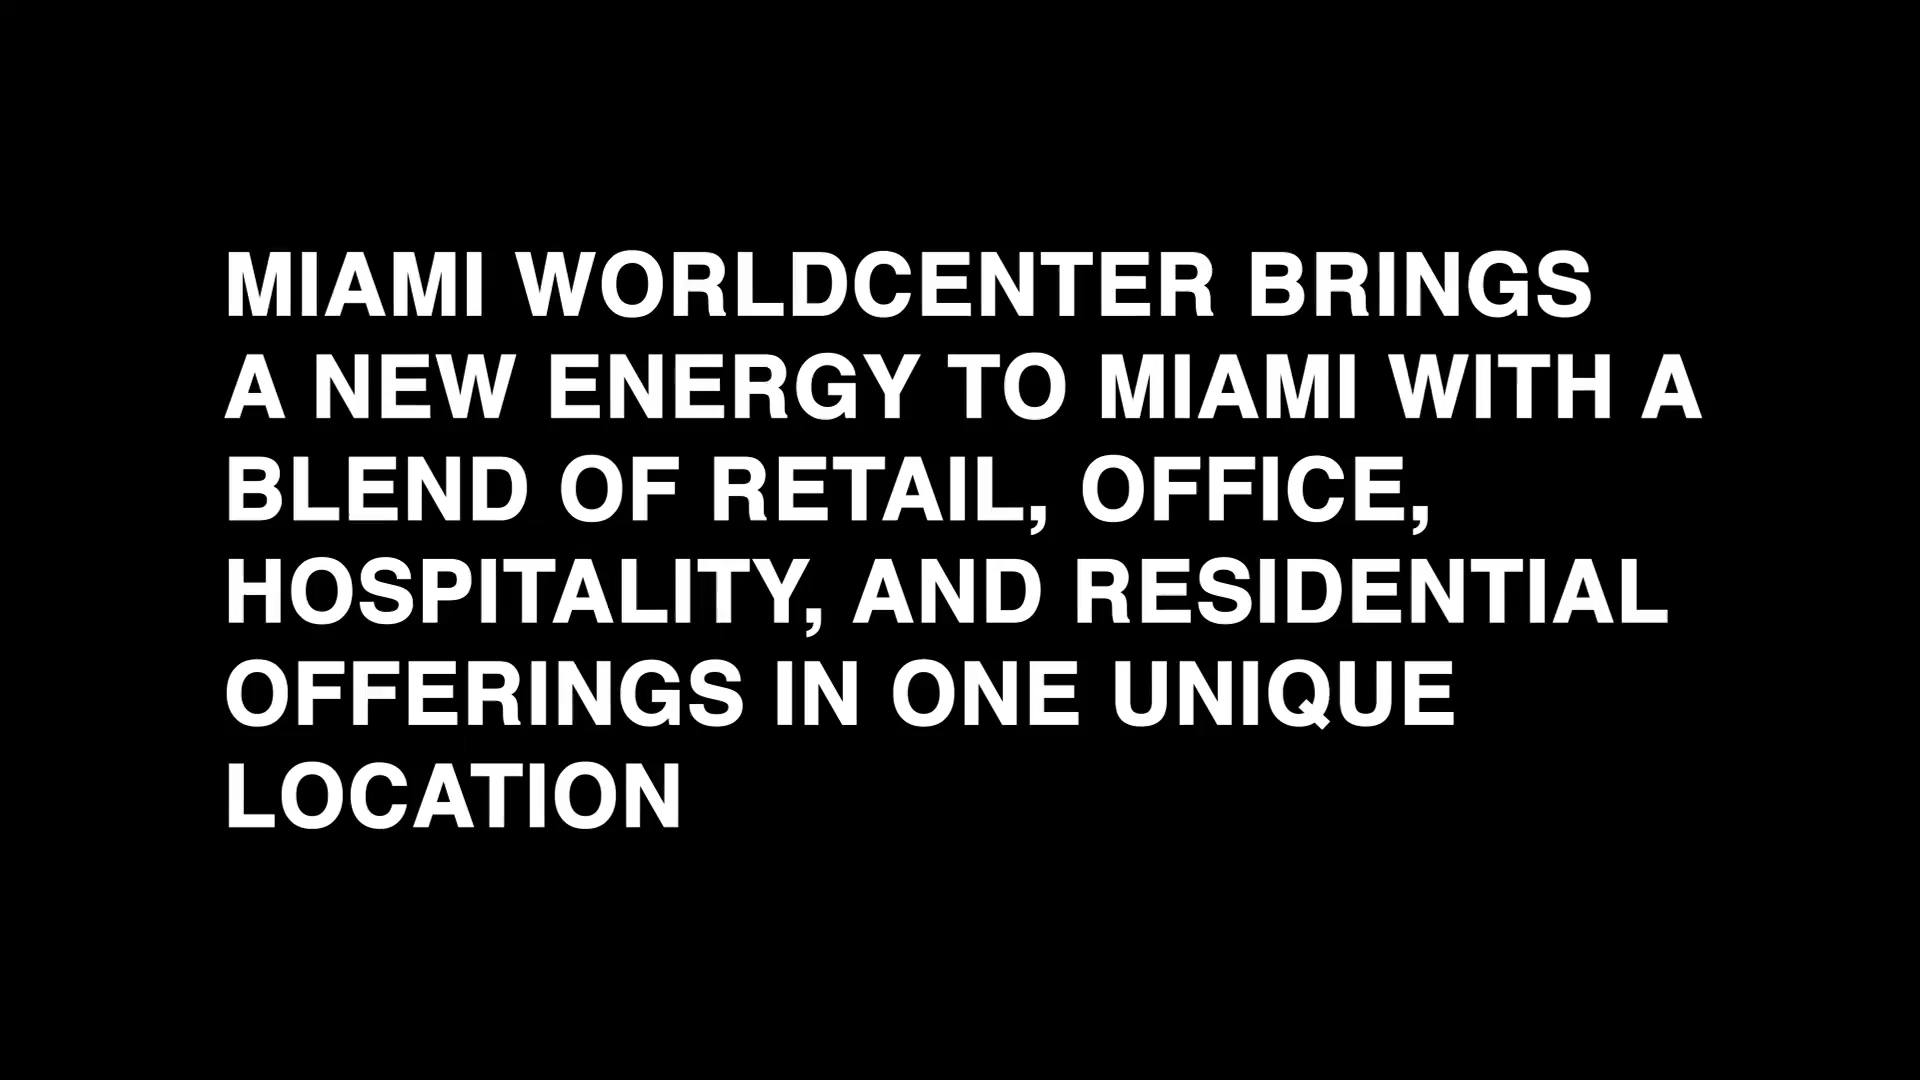 MIAMI WORLDCENTER BRINGS
A NEW ENERGY TO MIAMI WITH A
BLEND OF RETAIL, OFFICE,
HOSPITALITY, AND RESIDENTIAL
OFFERINGS IN ONE UNIQUE
LOCATION